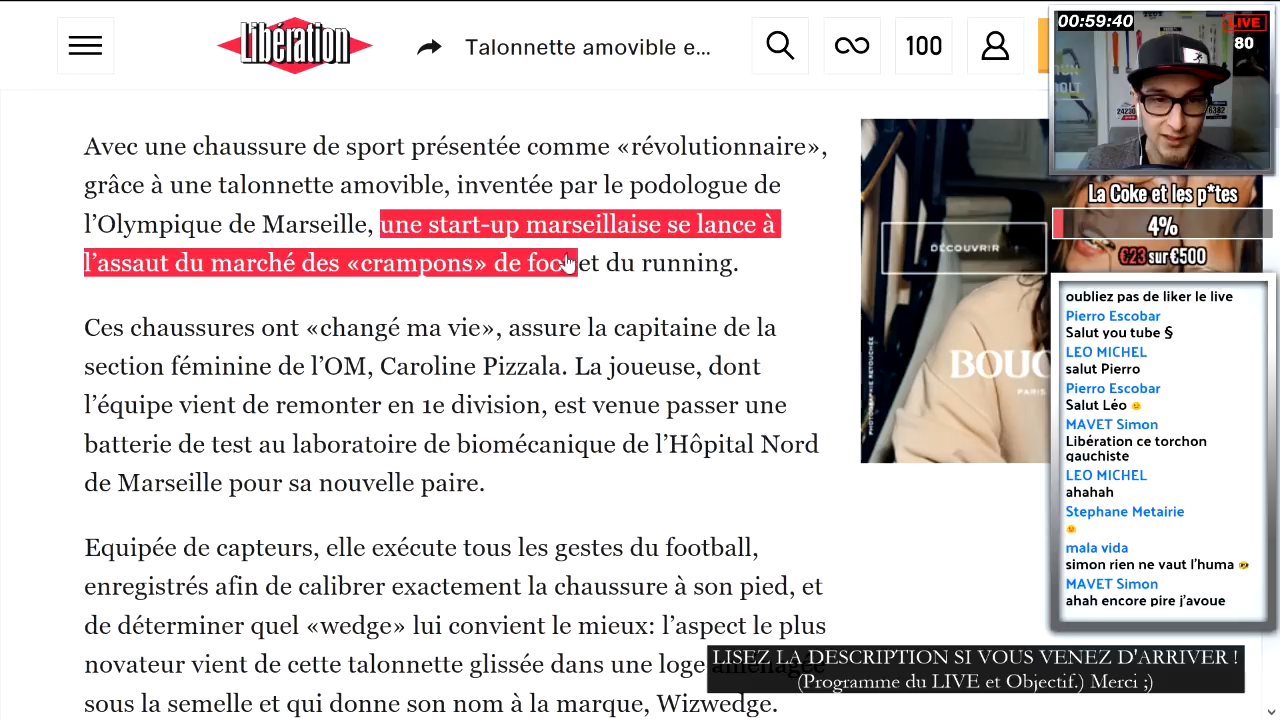 Libération
Talonnette amovible e...
100
Avec une chaussure de sport présentée comme «révolutionnaire»,
grâce à une talonnette amovible, inventée par le podologue de
l’Olympique de Marseille, une start-up marseillaise se lance à
l’assaut du marché des «crampons» de foot et du running.
Ces chaussures ont «changé ma vie», assure la capitaine de la
section féminine de l’OM, Caroline Pizzala. La joueuse, dont
l’équipe vient de remonter en 1e division, est venue passer une
batterie de test au laboratoire de biomécanique de l’Hôpital Nord
de Marseille pour sa nouvelle paire.
Equipée de capteurs, elle exécute tous les gestes du football,
enregistrés afin de calibrer exactement la chaussure à son pied, et
de déterminer quel «wedge» lui convient le mieux: l’aspect le plus
novateur vient de cette talonnette glissée dans une loge aménagée
sous la semelle et qui donne son nom à la marque, Wizwedge.
DÉCOUVRIR
BOUC
PARIS
PHOTOGRAPHIE RETOUCHÉE
00:59:40
LIVE
80
6382
La Coke et les p*tes
4%
€23 sur €500
oubliez pas de liker le live
Pierro Escobar
Salut you tube §
LEO MICHEL
salut Pierro
Pierro Escobar
Salut Léo
MAVET Simon
Libération ce torchon
gauchiste
LEO MICHEL
ahahah
Stephane Metairie
mala vida
simon rien ne vaut l'huma
MAVET Simon
ahah encore pire j'avoue
LISEZ LA DESCRIPTION SI VOUS VENEZ D'ARRIVER !
(Programme du LIVE et Objectif.) Merci ;)